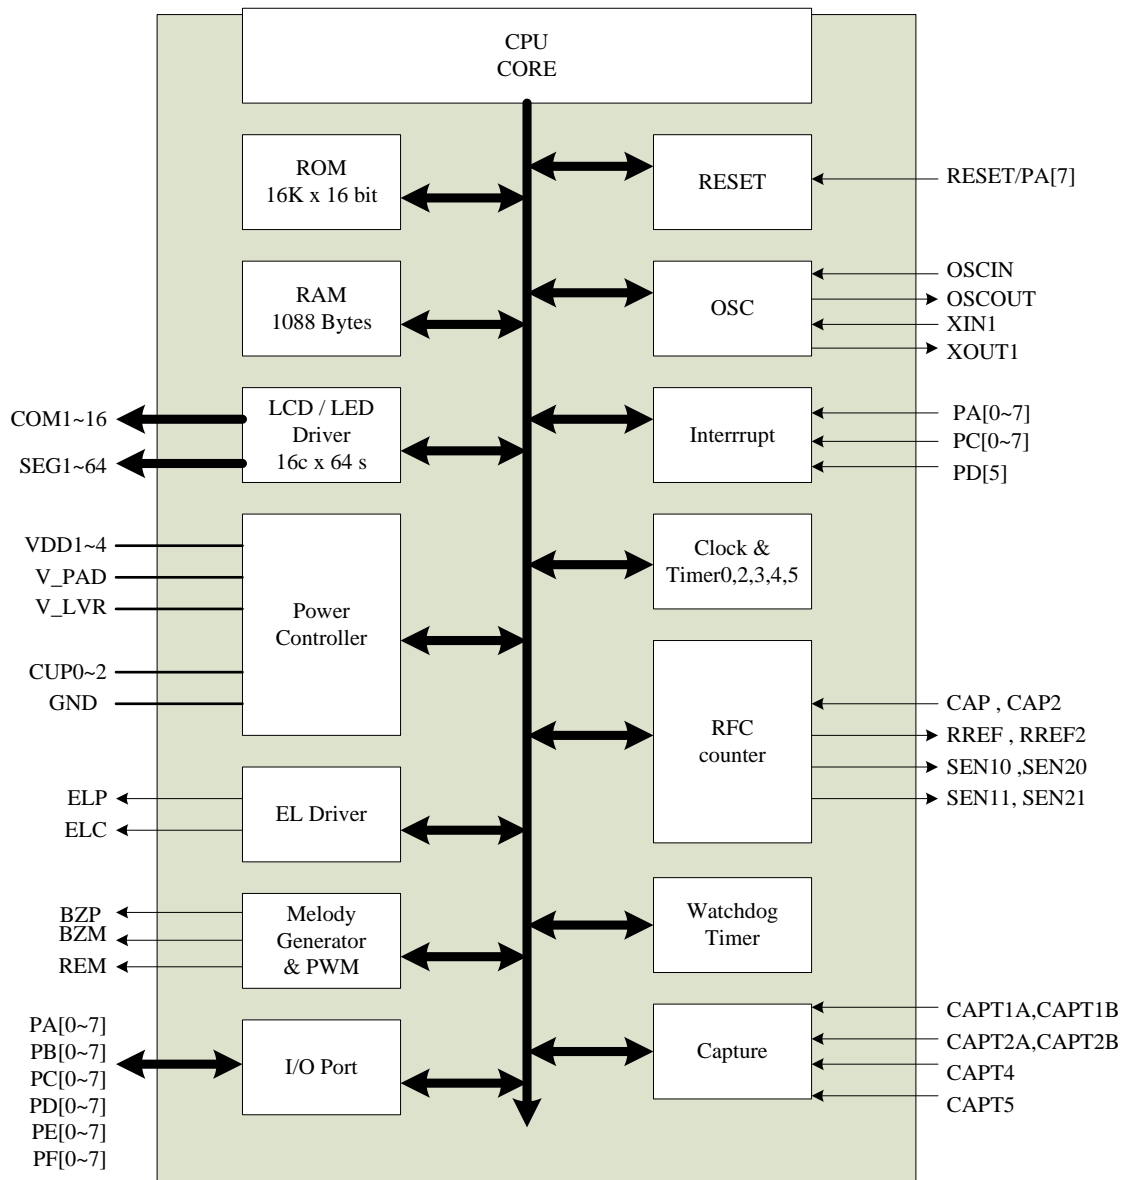 CPU
CORE
ROM
16K x 16 bit
RESET
RESET/PA[7]
RAM
1088 Bytes
OSC
OSCIN
OSCOUT
XIN1
XOUT1
COM1~16
SEG1~64
LCD / LED
Driver
16c x 64 s
Interrrupt
PA[0~7]
PC[0~7]
PD[5]
VDD1~4
V_PAD
V_LVR
CUP0~2
GND
Power
Controller
Clock &
Timer0,2,3,4,5
RFC
counter
CAP , CAP2
RREF , RREF2
SEN10 ,SEN20
SEN11, SEN21
ELP
ELC
EL Driver
BZP
BZM
REM
Melody
Generator
& PWM
Watchdog
Timer
PA[0~7]
PB[0~7]
PC[0~7]
PD[0~7]
PE[0~7]
PF[0~7]
I/O Port
Capture
CAPT1A,CAPT1B
CAPT2A,CAPT2B
CAPT4
CAPT5